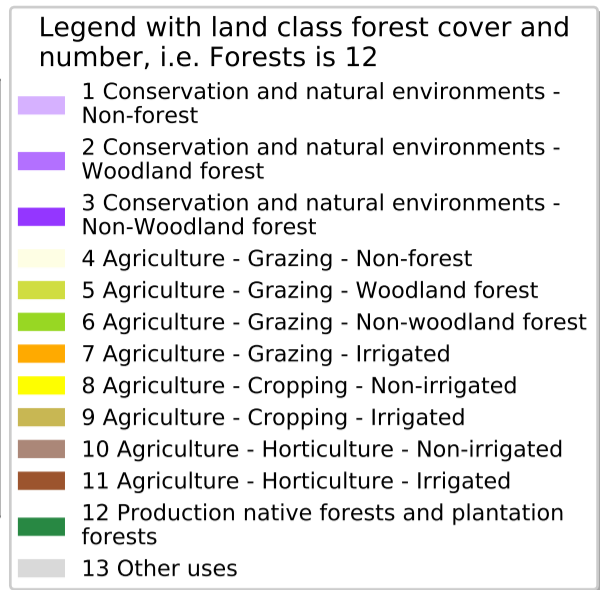 Legend with land class forest cover and
number, i.e. Forests is 12
1 Conservation and natural environments -
Non-forest
2 Conservation and natural environments -
Woodland forest
3 Conservation and natural environments -
Non-Woodland forest
4 Agriculture - Grazing - Non-forest
5 Agriculture - Grazing - Woodland forest
6 Agriculture - Grazing - Non-woodland forest
7 Agriculture - Grazing - Irrigated
8 Agriculture - Cropping - Non-irrigated
9 Agriculture - Cropping - Irrigated
10 Agriculture - Horticulture - Non-irrigated
11 Agriculture - Horticulture - Irrigated
12 Production native forests and plantation
forests
13 Other uses